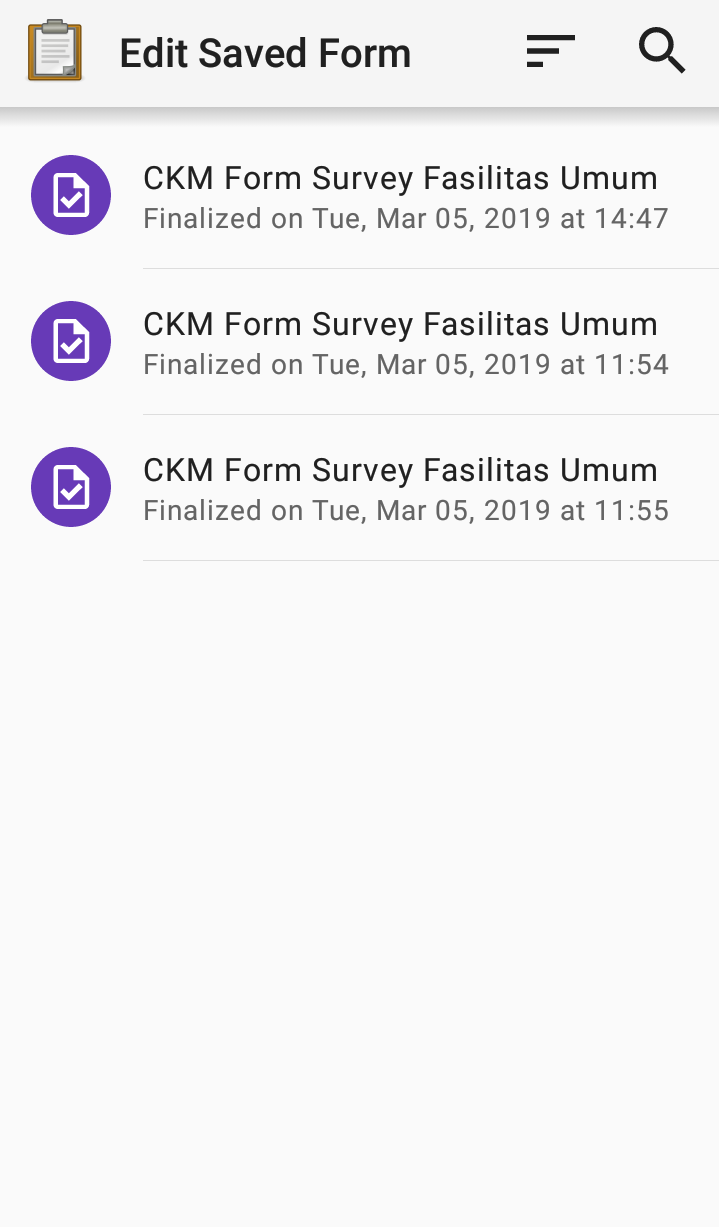 Edit Saved Form
CKM Form Survey Fasilitas Umum
Finalized on Tue, Mar 05, 2019 at 14:47
CKM Form Survey Fasilitas Umum
Finalized on Tue, Mar 05, 2019 at 11:54
CKM Form Survey Fasilitas Umum
Finalized on Tue, Mar 05, 2019 at 11:55